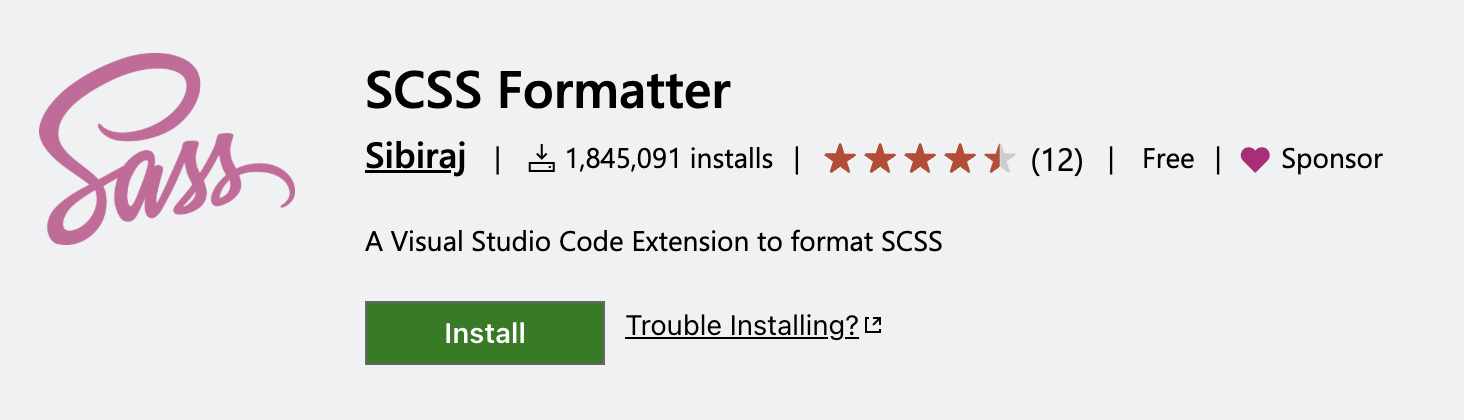 Sass
SCSS Formatter
Sibiraj | 1,845,091 installs | (12) | Free | Sponsor
A Visual Studio Code Extension to format SCSS
Install Trouble Installing?